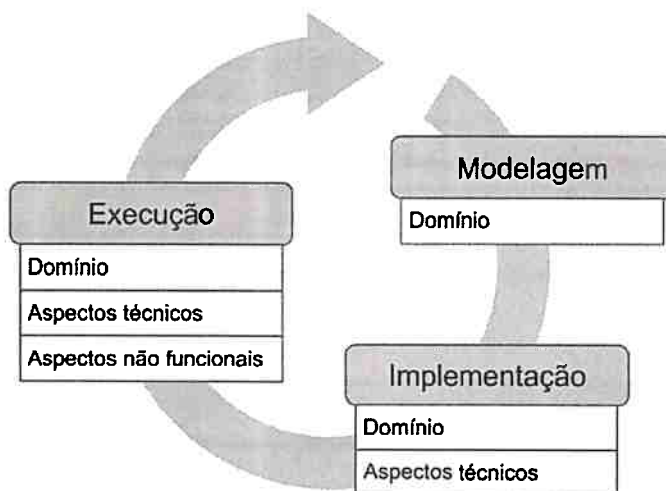 Modelagem
Domínio
Implementação
Domínio
Aspectos técnicos
Execução
Domínio
Aspectos técnicos
Aspectos não funcionais